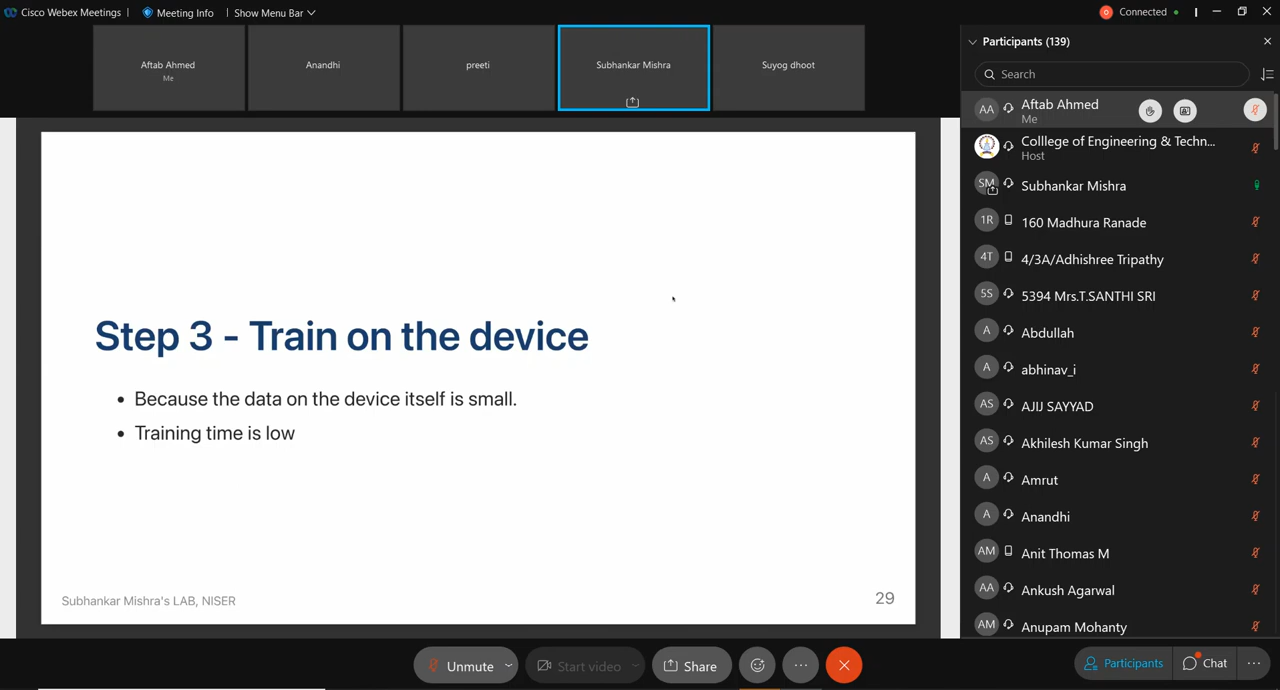 Cisco Webex Meetings
Meeting Info
Show Menu Bar
Connected
Aftab Ahmed
Me
Anandhi
preeti
Subhankar Mishra
Suyog dhoot
Step 3 - Train on the device
• Because the data on the device itself is small.
• Training time is low
Subhankar Mishra's LAB, NISER
29
Participants (139)
Search
AA Aftab Ahmed
Me
Colllege of Engineering & Techn...
Host
SM Subhankar Mishra
1R 160 Madhura Ranade
4T 4/3A/Adhishree Tripathy
5S 5394 Mrs.T.SANTHI SRI
A Abdullah
A abhinav_i
AS AJIJ SAYYAD
AS Akhilesh Kumar Singh
A Amrut
A Anandhi
AM Anit Thomas M
AA Ankush Agarwal
AM Anupam Mohanty
Unmute
Start video
Share
Participants
Chat